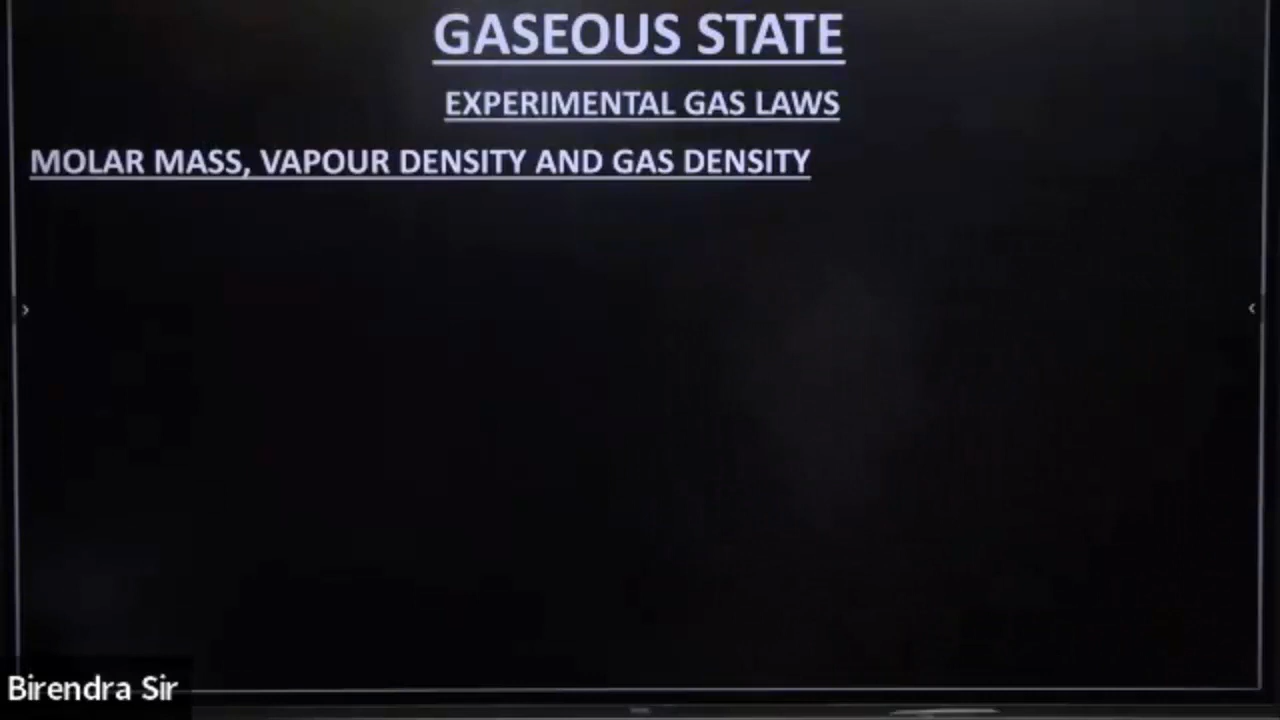 GASEOUS STATE
EXPERIMENTAL GAS LAWS
MOLAR MASS, VAPOUR DENSITY AND GAS DENSITY
Birendra Sir